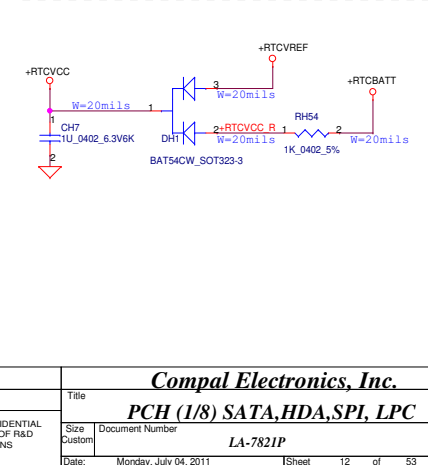 +RTCVREF
+RTCVCC
+RTCBATT
3
W=20mils
W=20mils
1
RH54
1
CH7
1U_0402_6.3V6K
2
DH1
2
+RTCVCC_R
1
2
W=20mils
W=20mils
1K_0402_5%
BAT54CW_SOT323-3
Compal Electronics, Inc.
Title
PCH (1/8) SATA,HDA,SPI, LPC
IDENTIAL
OF R&D
NS
Size
Document Number
Custom
LA-7821P
Date:
Monday, July 04, 2011
Sheet
12
of
53